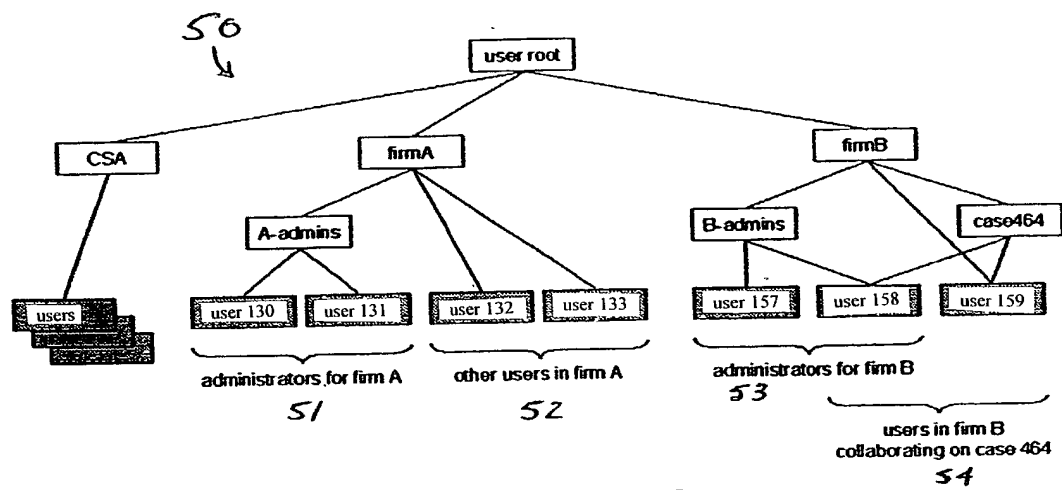 50
user root
CSA
firmA
firmB
A-admins
B-admins
case464
users
user 130
user 131
user 132
user 133
user 157
user 158
user 159
administrators for firm A
51
other users in firm A
52
administrators for firm B
53
users in firm B
collaborating on case 464
54